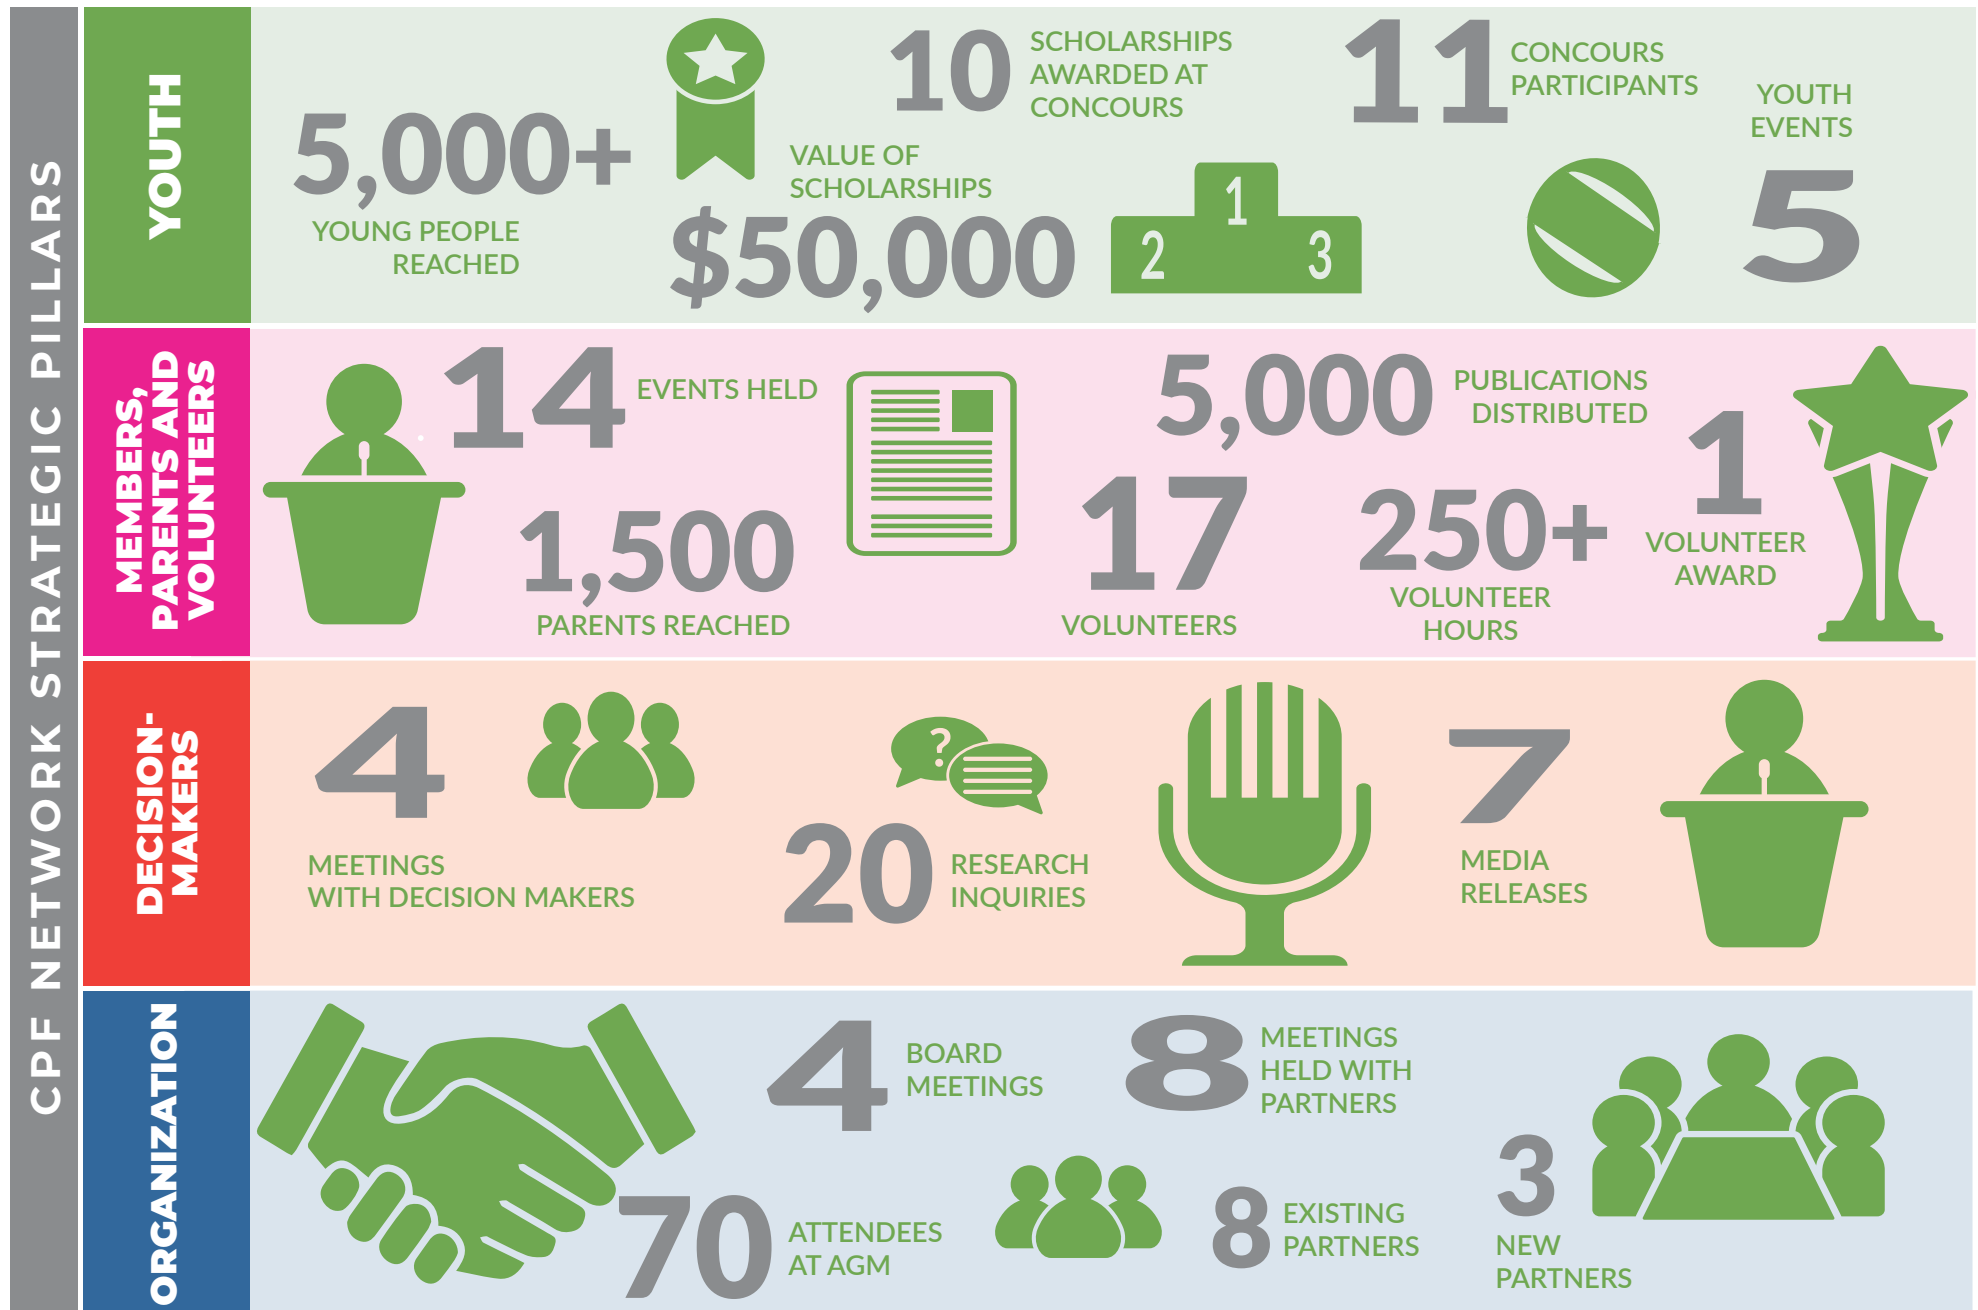 CPF NETWORK STRATEGIC PILLARS
YOUTH
5,000+
YOUNG PEOPLE
REACHED
VALUE OF
SCHOLARSHIPS
$50,000
10
SCHOLARSHIPS
AWARDED AT
CONCOURS
1
2
3
11
CONCOURS
PARTICIPANTS
YOUTH
EVENTS
5
MEMBERS,
PARENTS AND
VOLUNTEERS
14
EVENTS HELD
1,500
PARENTS REACHED
5,000
PUBLICATIONS
DISTRIBUTED
17
VOLUNTEERS
250+
VOLUNTEER
HOURS
1
VOLUNTEER
AWARD
DECISION-
MAKERS
4
MEETINGS
WITH DECISION MAKERS
?
20
RESEARCH
INQUIRIES
7
MEDIA
RELEASES
ORGANIZATION
4
BOARD
MEETINGS
8
MEETINGS
HELD WITH
PARTNERS
70
ATTENDEES
AT AGM
8
EXISTING
PARTNERS
3
NEW
PARTNERS